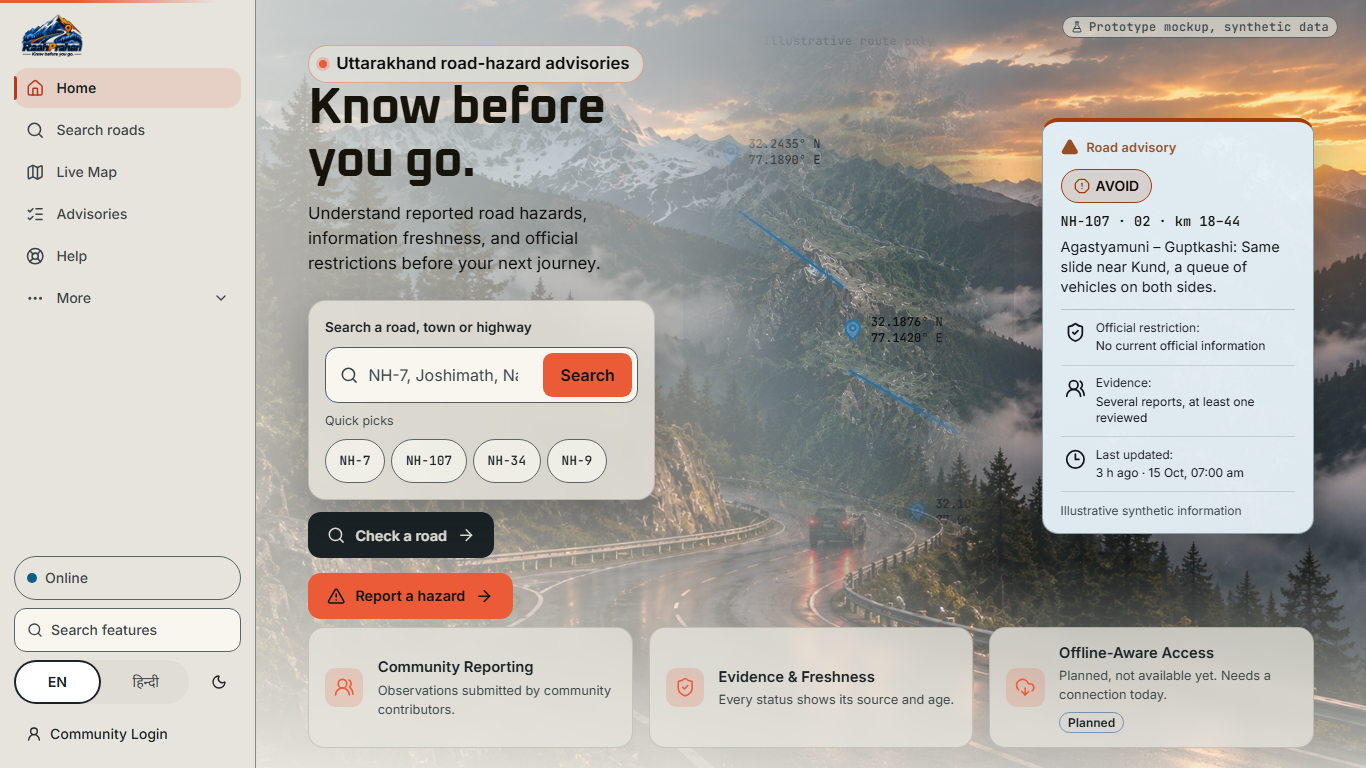 RaahPrahari
Know before you go.
Home
Search roads
Live Map
Advisories
Help
More
Online
Search features
EN
हिन्दी
Community Login
Prototype mockup, synthetic data
Illustrative route only
Uttarakhand road-hazard advisories
Know before
you go.
Understand reported road hazards,
information freshness, and official
restrictions before your next journey.
Search a road, town or highway
NH-7, Joshimath, Na
Search
Quick picks
NH-7
NH-107
NH-34
NH-9
Check a road
Report a hazard
32.2435° N
77.1890° E
32.1876° N
77.1420° E
Road advisory
AVOID
NH-107 · 02 · km 18–44
Agastyamuni – Guptkashi: Same
slide near Kund, a queue of
vehicles on both sides.
Official restriction:
No current official information
Evidence:
Several reports, at least one
reviewed
Last updated:
3 h ago · 15 Oct, 07:00 am
Illustrative synthetic information
Community Reporting
Observations submitted by community
contributors.
Evidence & Freshness
Every status shows its source and age.
Offline-Aware Access
Planned, not available yet. Needs a
connection today.
Planned